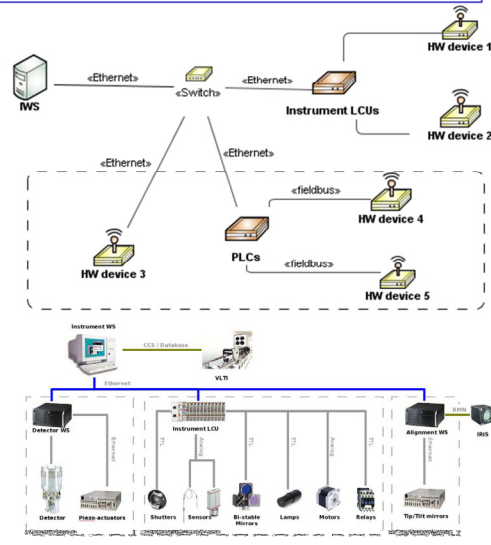 HW device 1
«Ethernet»
«Ethernet»
IWS
«Switch»
Instrument LCUs
HW device 2
«Ethernet»
«Ethernet»
«fieldbus»
HW device 4
HW device 3
PLCs
«fieldbus»
HW device 5
Instrument WS
CCS / Database
VLTI
Ethernet
Detector WS
Instrument LCU
Alignment WS
RMN
IRIS
Ethernet
TTL
Analog
TTL
TTL
Analog
TTL
Ethernet
Detector
Piezo-actuators
Shutters
Sensors
Bi-stable
Mirrors
Lamps
Motors
Relays
Tip/Tilt mirrors